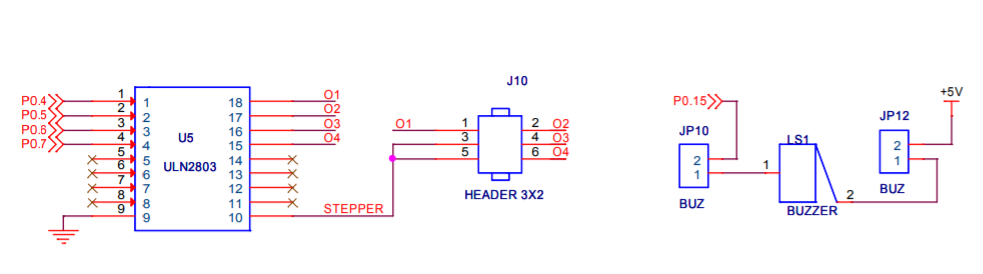 J10
+5V
P0.4 1 1 18 O1
P0.5 2 2 17 O2
P0.6 3 3 16 O3
P0.7 4 4 15 O4
5 5 14
6 6 13
7 7 12
8 8 11
9 9 10 STEPPER
U5
ULN2803
O1 1 2 O2
3 4 O3
5 6 O4
HEADER 3X2
P0.15
JP10
2
1
BUZ
LS1
1
2
BUZZER
JP12
2
1
BUZ